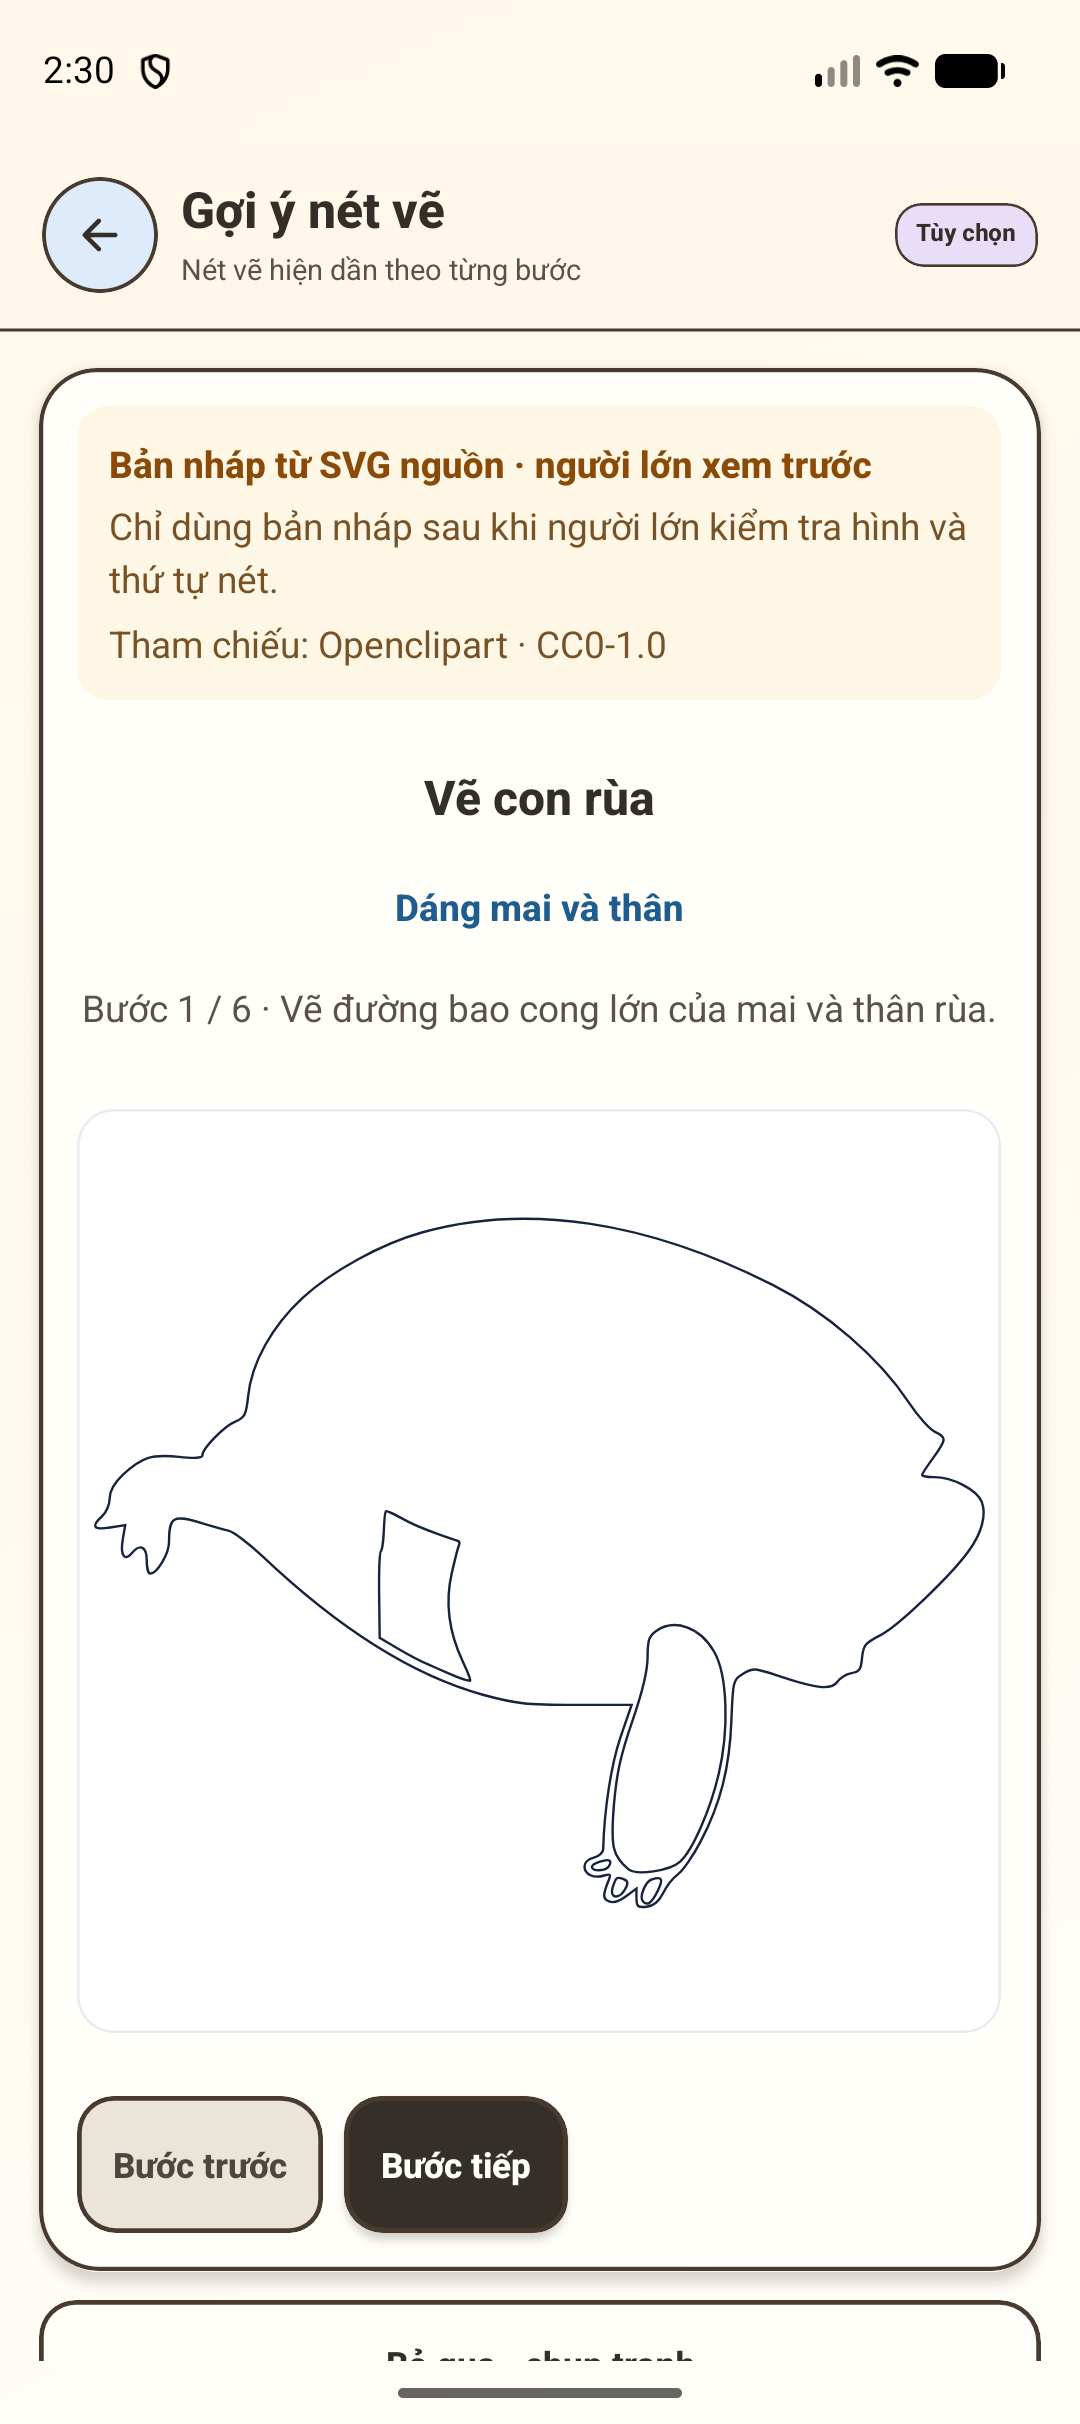 2:30
Gợi ý nét vẽ
Nét vẽ hiện dần theo từng bước
Tùy chọn
Bản nháp từ SVG nguồn · người lớn xem trước
Chỉ dùng bản nháp sau khi người lớn kiểm tra hình và
thứ tự nét.
Tham chiếu: Openclipart · CC0-1.0
Vẽ con rùa
Dáng mai và thân
Bước 1 / 6 · Vẽ đường bao cong lớn của mai và thân rùa.
Bước trước
Bước tiếp